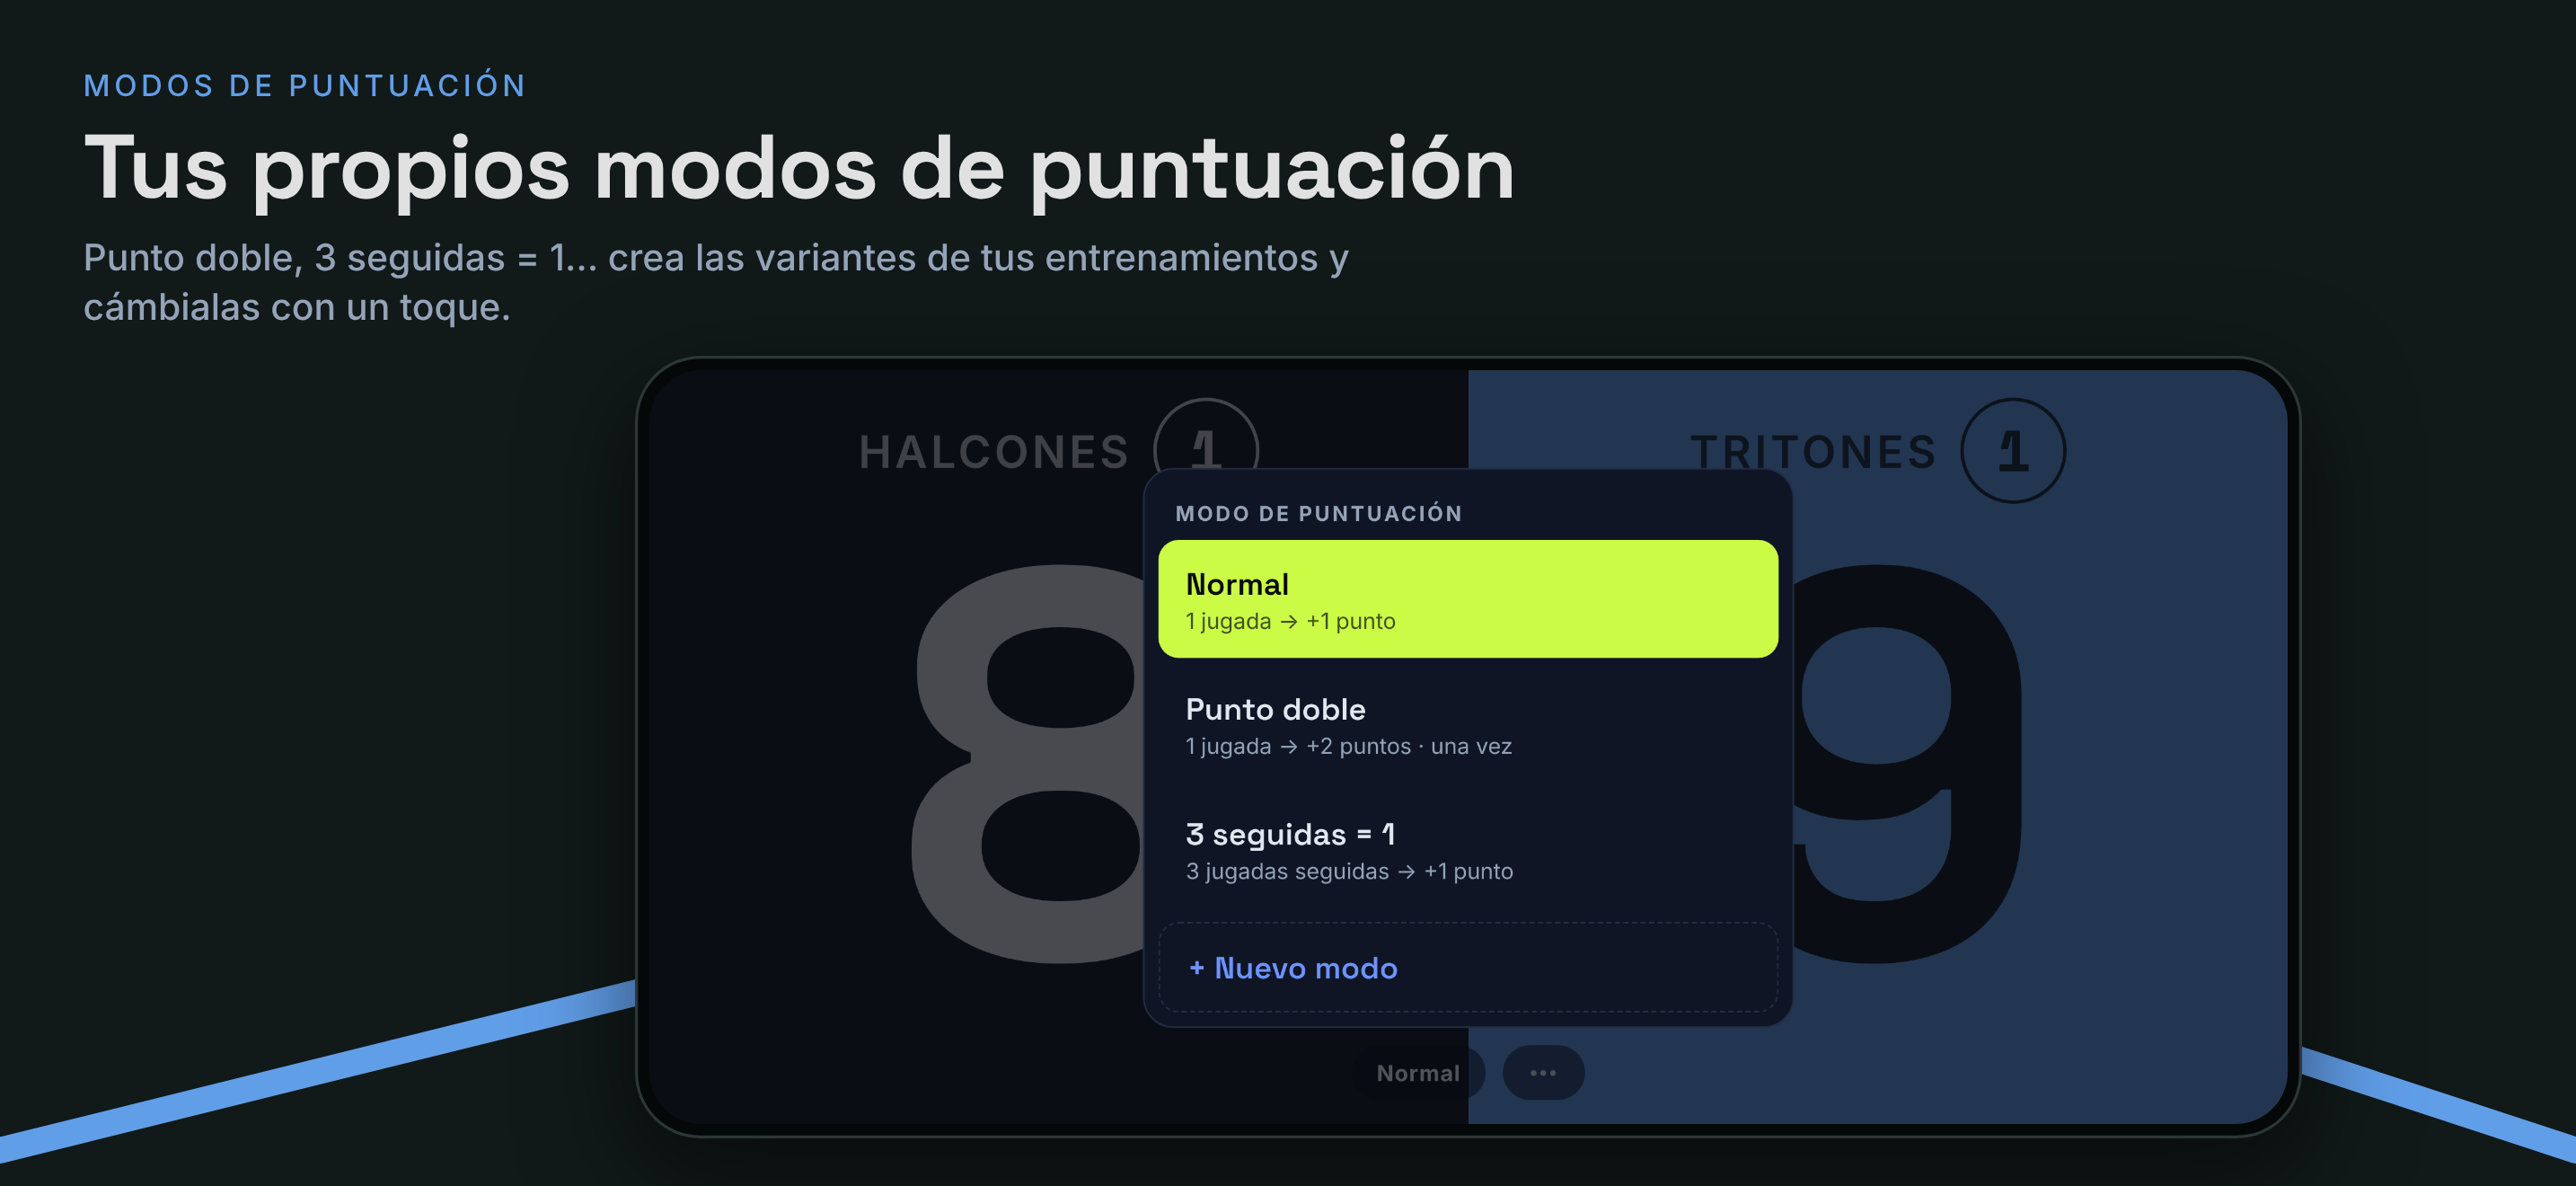 MODOS DE PUNTUACIÓN
Tus propios modos de puntuación
Punto doble, 3 seguidas = 1... crea las variantes de tus entrenamientos y
cámbialas con un toque.
HALCONES 1
TRITONES 1
8
9
MODO DE PUNTUACIÓN
Normal
1 jugada → +1 punto
Punto doble
1 jugada → +2 puntos · una vez
3 seguidas = 1
3 jugadas seguidas → +1 punto
+ Nuevo modo
Normal